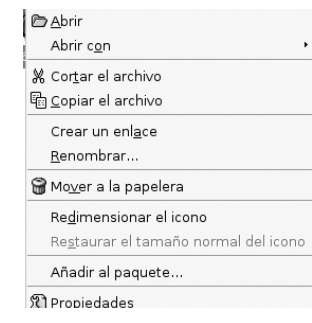 Abrir
Abrir con
Cortar el archivo
Copiar el archivo
Crear un enlace
Renombrar...
Mover a la papelera
Redimensionar el icono
Restaurar el tamaño normal del icono
Añadir al paquete...
Propiedades